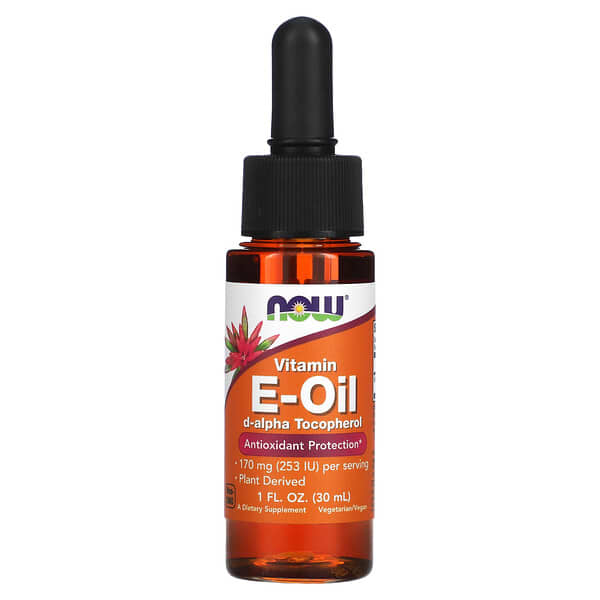 NOW®
Vitamin
E-Oil
d-alpha Tocopherol
Antioxidant Protection*
• 170 mg (253 IU) per serving
• Plant Derived
1 FL. OZ. (30 mL)
A Dietary Supplement Vegetarian/Vegan